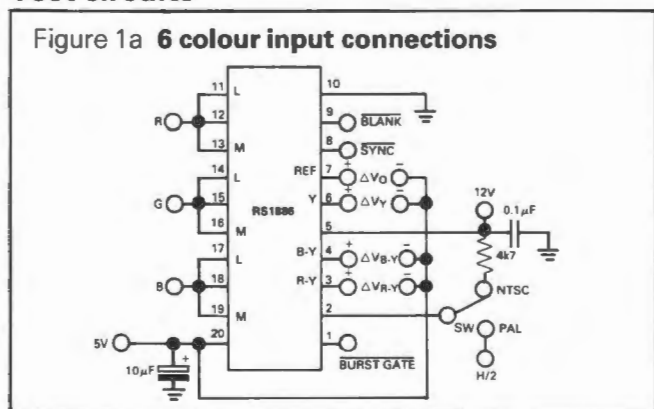 Figure 1a 6 colour input connections
11 L 10
R 12 9 BLANK
13 M 8 SYNC
14 L REF 7 + ΔVO −
G 15 Y 6 + ΔVY − 12V
16 M RS1886 5 0.1μF
17 L B-Y 4 + ΔVB-Y − 4k7
B 18 R-Y 3 + ΔVR-Y − NTSC
19 M 2 SW PAL
5V 20 1 BURST GATE H/2
10μF +